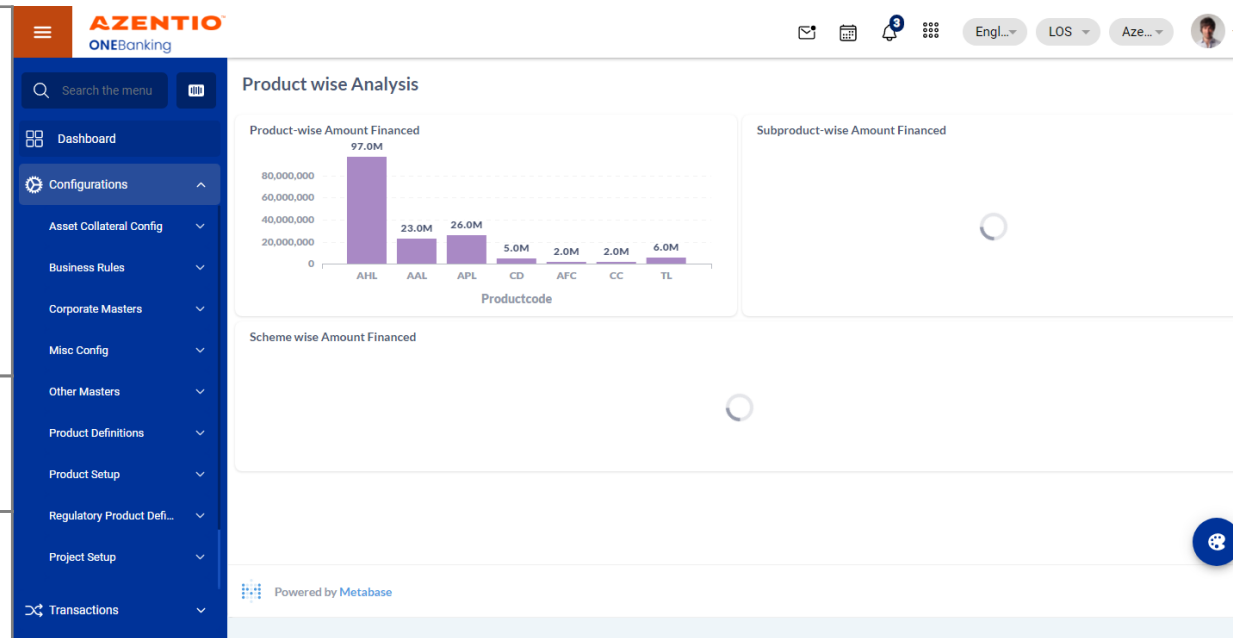 AZENTIO
ONEBanking
3
Engl...
LOS
Aze...
Search the menu
Dashboard
Configurations
Asset Collateral Config
Business Rules
Corporate Masters
Misc Config
Other Masters
Product Definitions
Product Setup
Regulatory Product Defi...
Project Setup
Transactions
Product wise Analysis
Product-wise Amount Financed
97.0M
80,000,000
60,000,000
40,000,000
20,000,000
0
23.0M
26.0M
5.0M
2.0M
2.0M
6.0M
AHL AAL APL CD AFC CC TL
Productcode
Subproduct-wise Amount Financed
Scheme wise Amount Financed
Powered by Metabase